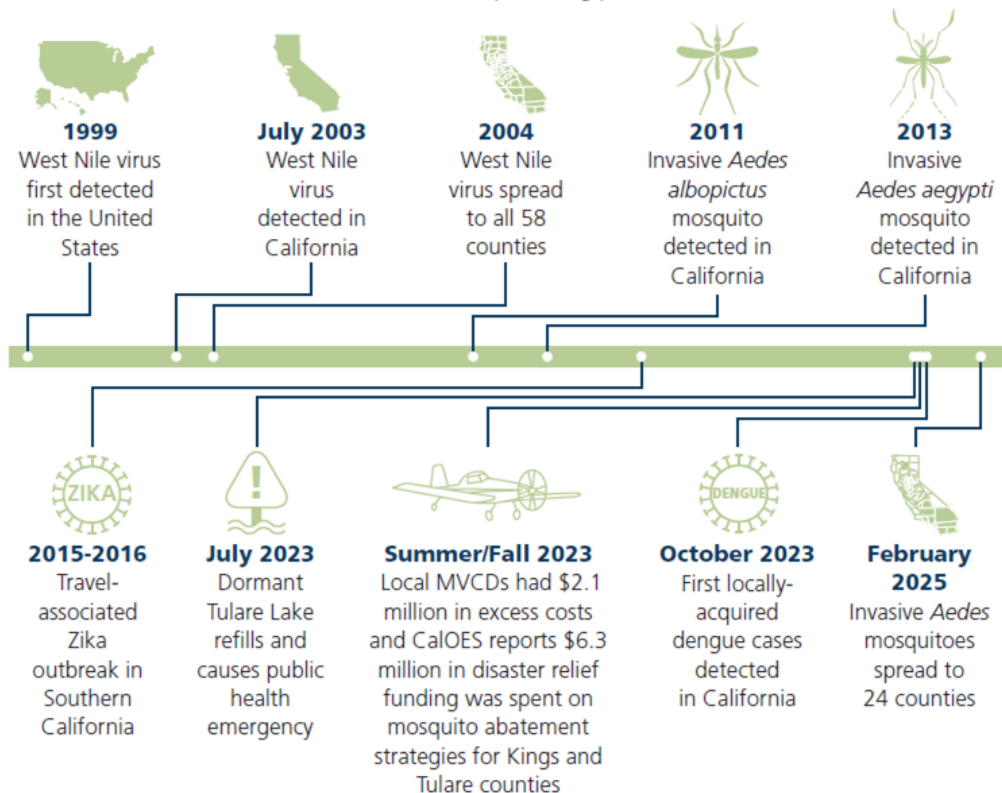 1999
West Nile virus
first detected
in the United
States
July 2003
West Nile
virus
detected in
California
2004
West Nile
virus spread
to all 58
counties
2011
Invasive Aedes
albopictus
mosquito
detected in
California
2013
Invasive
Aedes aegypti
mosquito
detected in
California
ZIKA
2015-2016
Travel-
associated
Zika
outbreak in
Southern
California
!
July 2023
Dormant
Tulare Lake
refills and
causes public
health
emergency
Summer/Fall 2023
Local MVCDs had $2.1
million in excess costs
and CalOES reports $6.3
million in disaster relief
funding was spent on
mosquito abatement
strategies for Kings and
Tulare counties
DENGUE
October 2023
First locally-
acquired
dengue cases
detected
in California
February
2025
Invasive Aedes
mosquitoes
spread to
24 counties